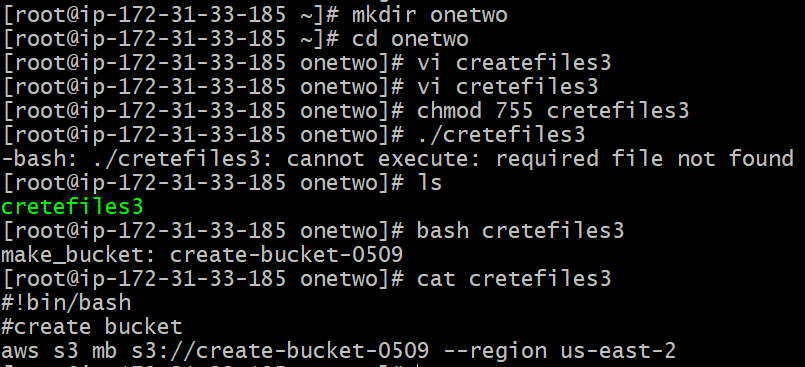 [root@ip-172-31-33-185 ~]# mkdir onetwo
[root@ip-172-31-33-185 ~]# cd onetwo
[root@ip-172-31-33-185 onetwo]# vi createfiles3
[root@ip-172-31-33-185 onetwo]# vi cretefiles3
[root@ip-172-31-33-185 onetwo]# chmod 755 cretefiles3
[root@ip-172-31-33-185 onetwo]# ./cretefiles3
-bash: ./cretefiles3: cannot execute: required file not found
[root@ip-172-31-33-185 onetwo]# ls
cretefiles3
[root@ip-172-31-33-185 onetwo]# bash cretefiles3
make_bucket: create-bucket-0509
[root@ip-172-31-33-185 onetwo]# cat cretefiles3
#!bin/bash
#create bucket
aws s3 mb s3://create-bucket-0509 --region us-east-2